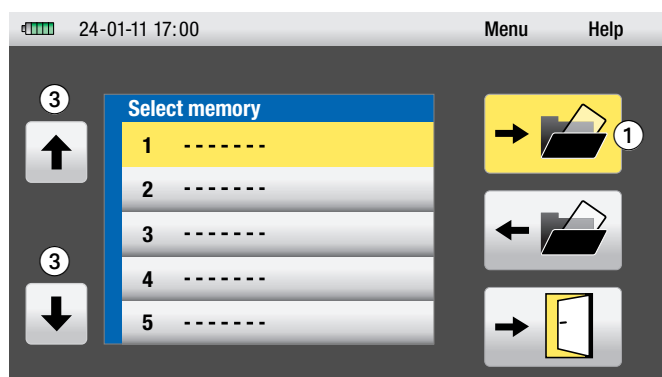 24-01-11 17:00 Menu Help
3
Select memory
1 - - - - - - -
1
2 - - - - - - -
3 - - - - - - -
3
4 - - - - - - -
5 - - - - - - -